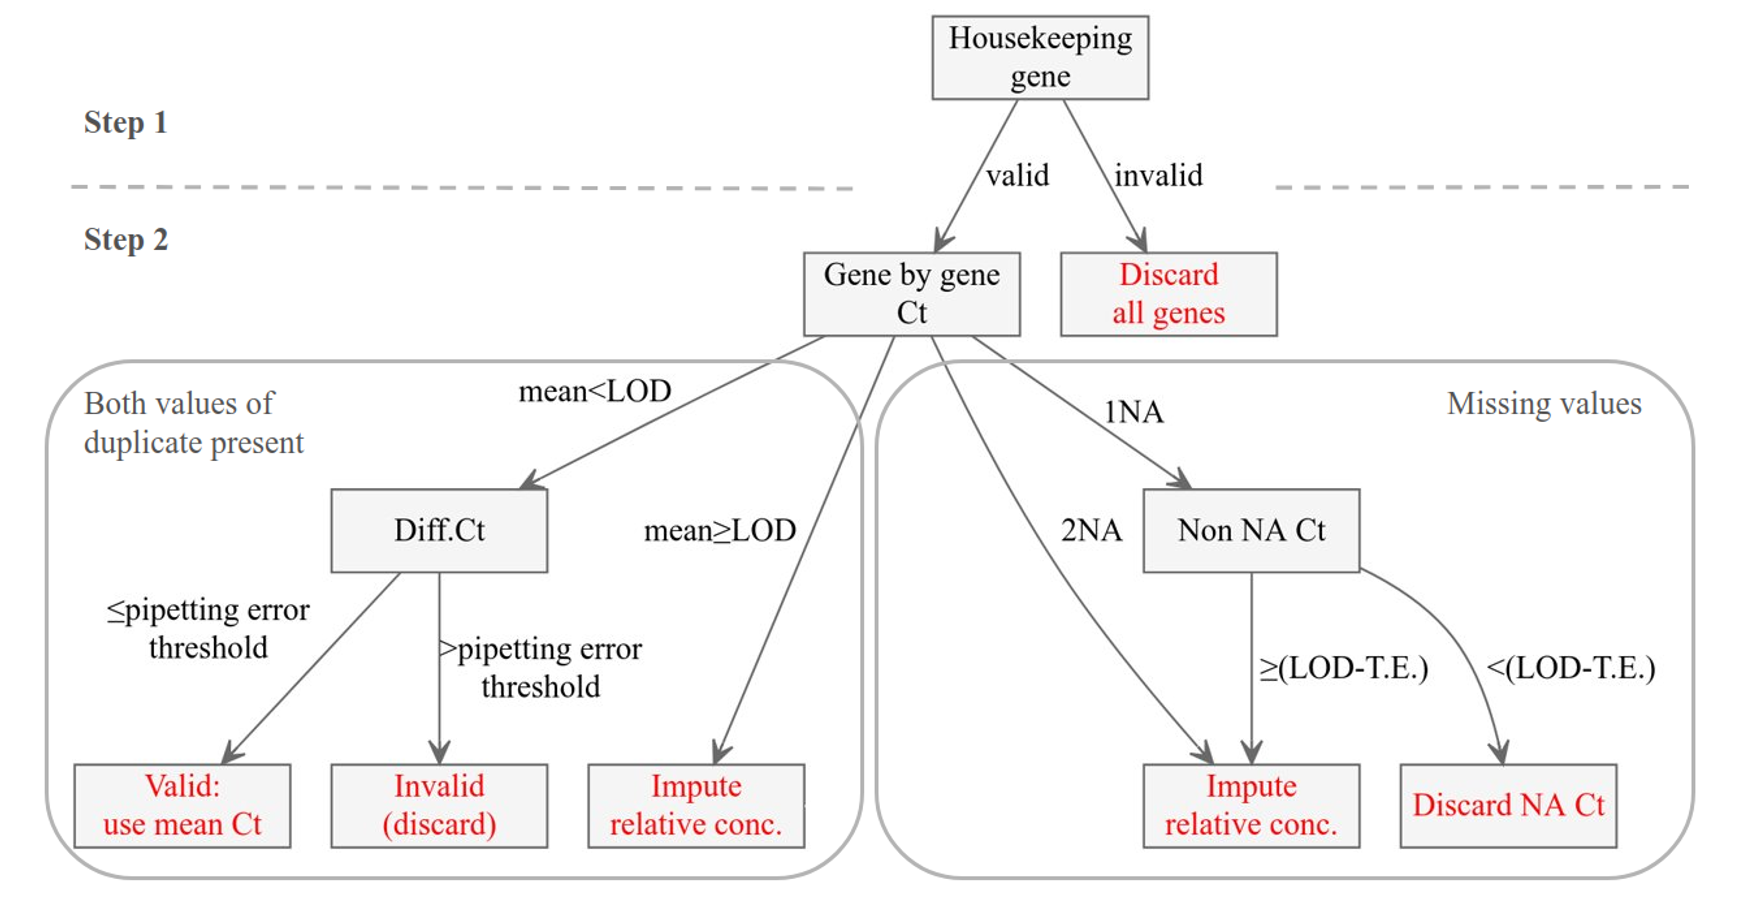 Housekeeping
gene
Step 1
valid
invalid
Step 2
Gene by gene
Ct
Discard
all genes
Both values of
duplicate present
mean<LOD
1NA
Missing values
Diff.Ct
mean≥LOD
2NA
Non NA Ct
≤pipetting error
threshold
>pipetting error
threshold
≥(LOD-T.E.)
<(LOD-T.E.)
Valid:
use mean Ct
Invalid
(discard)
Impute
relative conc.
Impute
relative conc.
Discard NA Ct